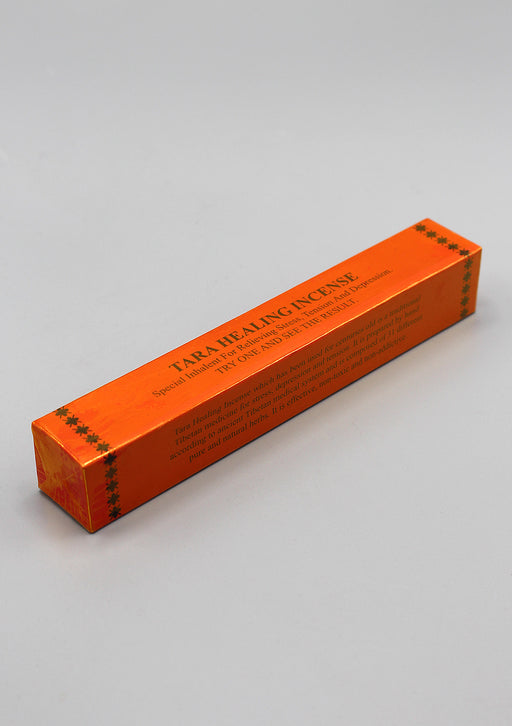 TARA HEALING INCENSE
Special Inhalent For Relieving Stress, Tension And Depression.
TRY ONE AND SEE THE RESULT
Tara Healing Incense which has been used for centuries old is a traditional
Tibetan medicine for stress, depression and tension. It is prepared by hand
according to ancient Tibetan medical system and is composed of 31 different
pure and natural herbs. It is effective, non-toxic and non-addictive